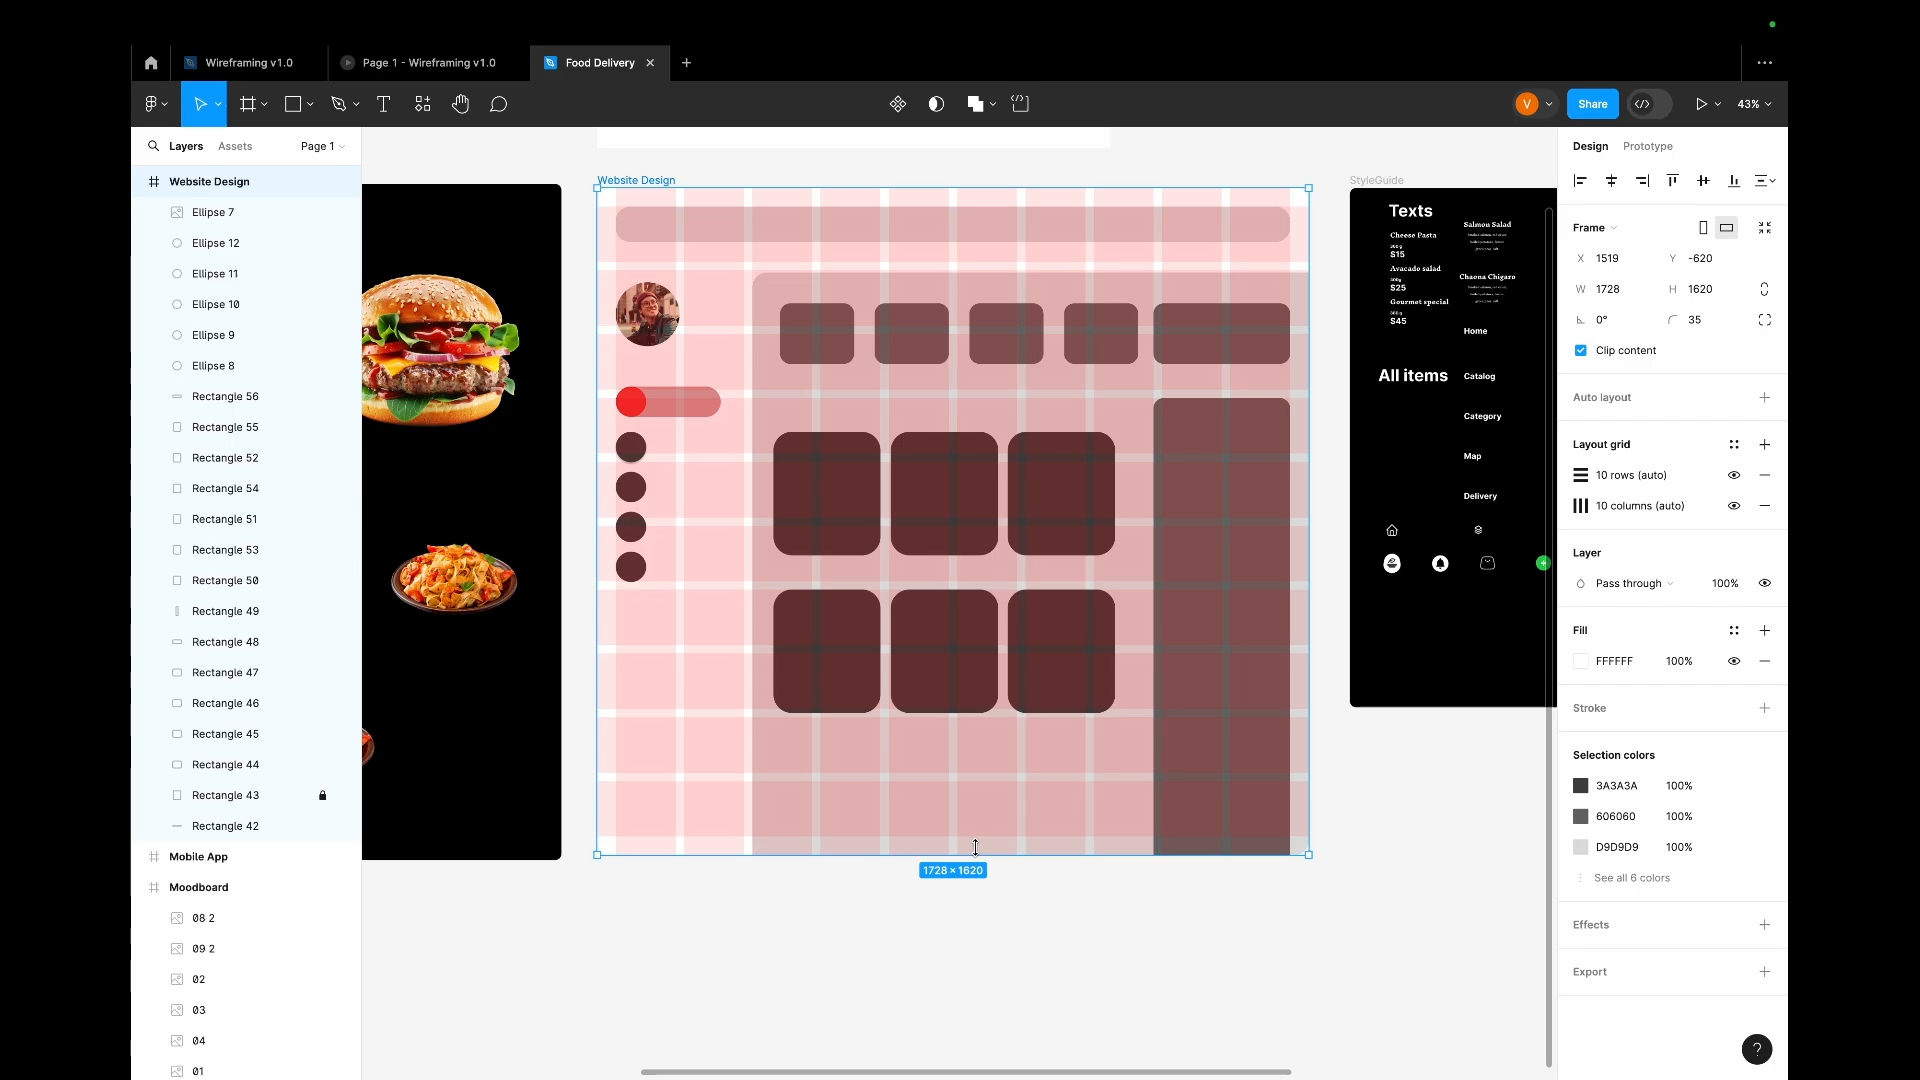 Wireframing v1.0
Page 1 - Wireframing v1.0
Food Delivery
V
Share
43%
Layers
Assets
Page 1
Website Design
Ellipse 7
Ellipse 12
Ellipse 11
Ellipse 10
Ellipse 9
Ellipse 8
Rectangle 56
Rectangle 55
Rectangle 52
Rectangle 54
Rectangle 51
Rectangle 53
Rectangle 50
Rectangle 49
Rectangle 48
Rectangle 47
Rectangle 46
Rectangle 45
Rectangle 44
Rectangle 43
Rectangle 42
Mobile App
Moodboard
08 2
09 2
02
03
04
01
Website Design
1728 × 1620
StyleGuide
Texts
Cheese Pasta
$15
Avacado salad
$25
Gourmet special
$45
Salmon Salad
Chaona Chigaro
Home
All items
Catalog
Category
Map
Delivery
Design
Prototype
Frame
X 1519
Y -620
W 1728
H 1620
0°
35
Clip content
Auto layout
Layout grid
10 rows (auto)
10 columns (auto)
Layer
Pass through
100%
Fill
FFFFFF
100%
Stroke
Selection colors
3A3A3A
100%
606060
100%
D9D9D9
100%
See all 6 colors
Effects
Export
?